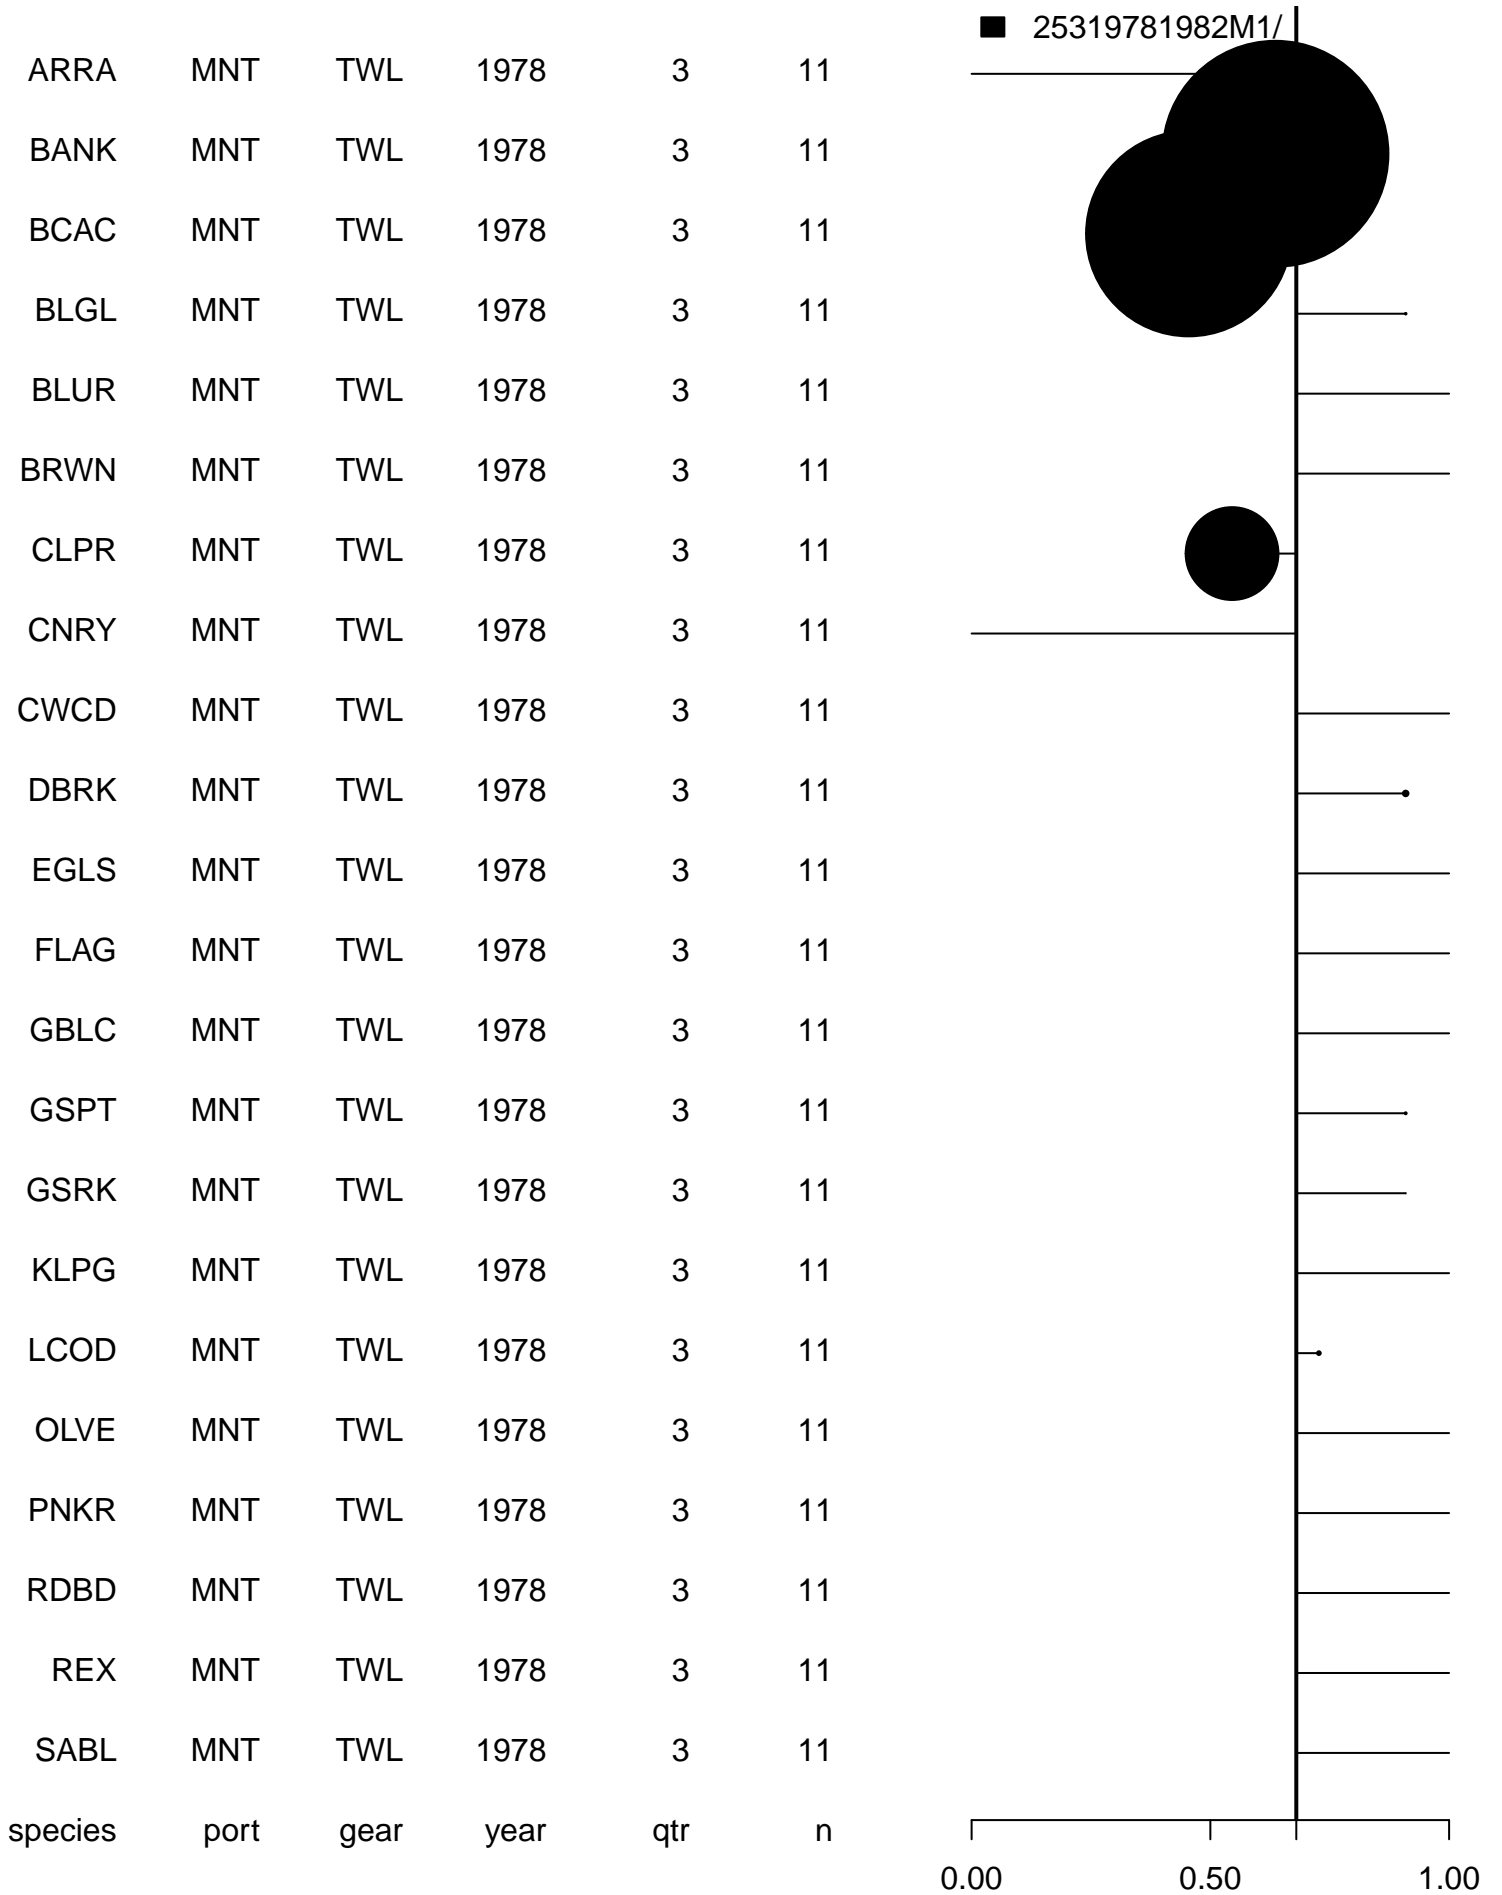 25319781982M1/
ARRA MNT TWL 1978 3 11
BANK MNT TWL 1978 3 11
BCAC MNT TWL 1978 3 11
BLGL MNT TWL 1978 3 11
BLUR MNT TWL 1978 3 11
BRWN MNT TWL 1978 3 11
CLPR MNT TWL 1978 3 11
CNRY MNT TWL 1978 3 11
CWCD MNT TWL 1978 3 11
DBRK MNT TWL 1978 3 11
EGLS MNT TWL 1978 3 11
FLAG MNT TWL 1978 3 11
GBLC MNT TWL 1978 3 11
GSPT MNT TWL 1978 3 11
GSRK MNT TWL 1978 3 11
KLPG MNT TWL 1978 3 11
LCOD MNT TWL 1978 3 11
OLVE MNT TWL 1978 3 11
PNKR MNT TWL 1978 3 11
RDBD MNT TWL 1978 3 11
REX MNT TWL 1978 3 11
SABL MNT TWL 1978 3 11
species port gear year qtr n
0.00 0.50 1.00